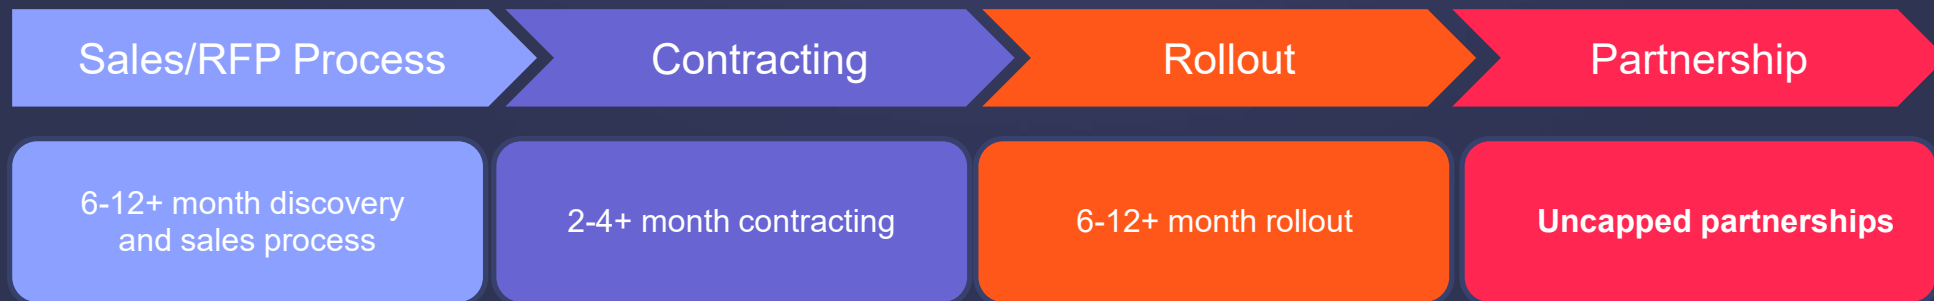 Sales/RFP Process
Contracting
Rollout
Partnership
6-12+ month discovery
and sales process
2-4+ month contracting
6-12+ month rollout
Uncapped partnerships